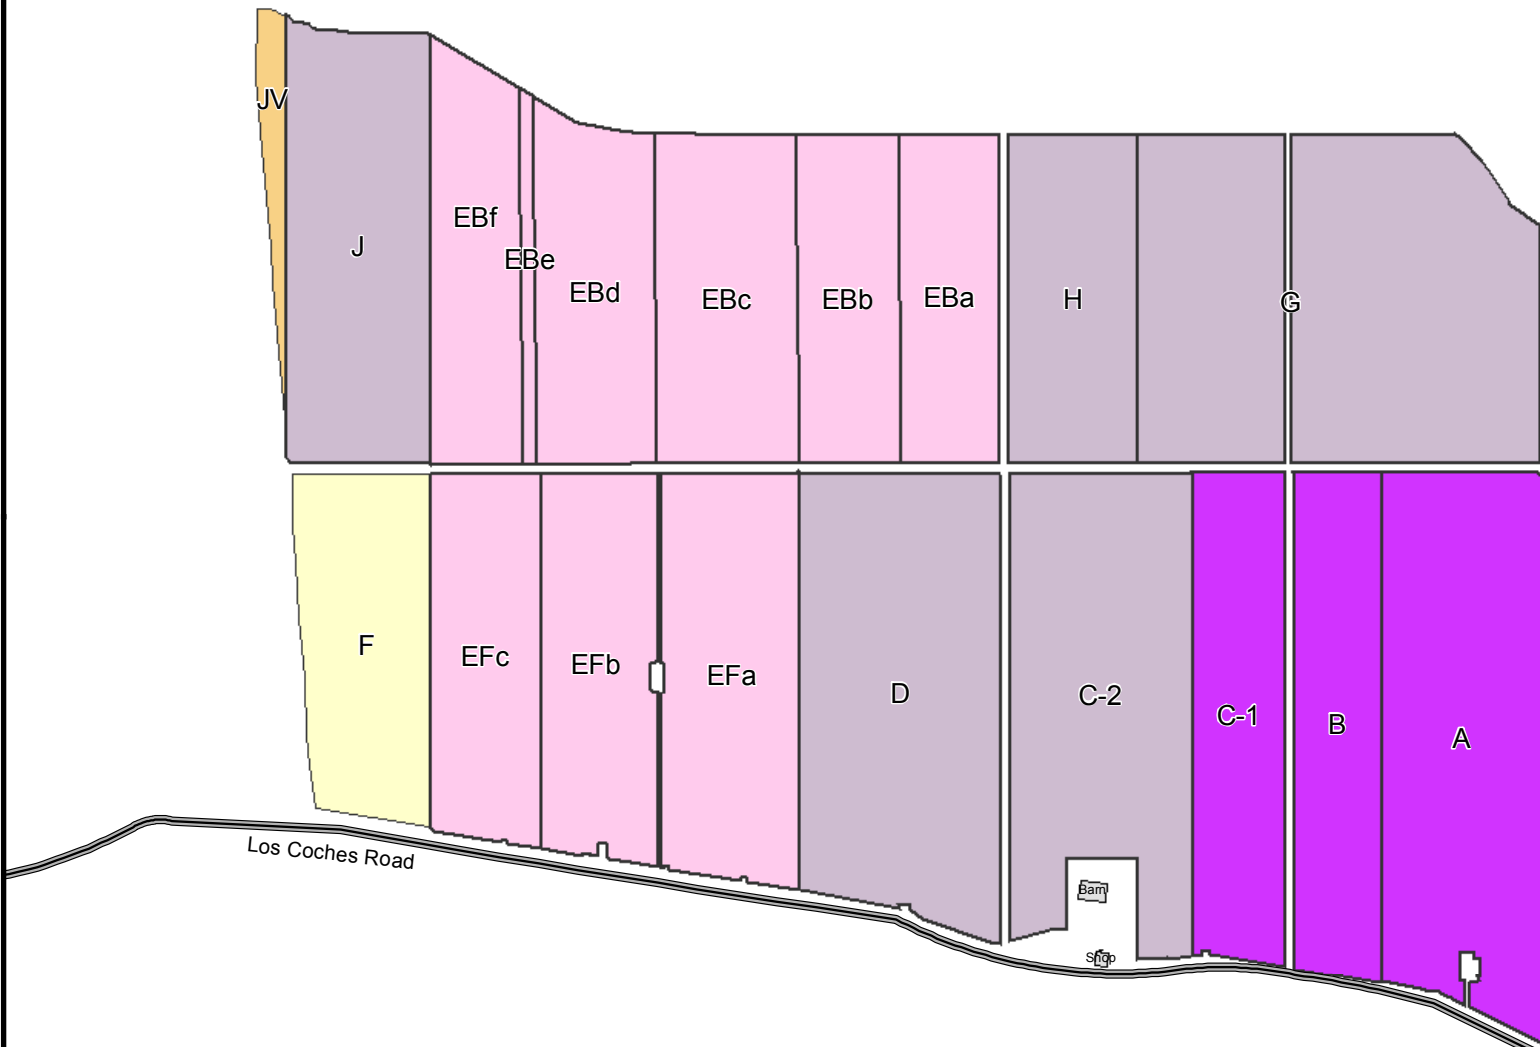 JV
J
EBf
EBe
EBd
EBc
EBb
EBa
H
G
F
EFc
EFb
EFa
D
C-2
C-1
B
A
Los Coches Road
Barn
Shop